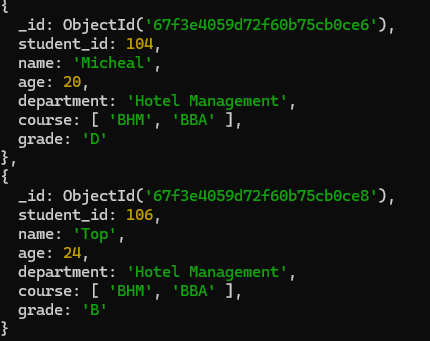 {
  _id: ObjectId('67f3e4059d72f60b75cb0ce6'),
  student_id: 104,
  name: 'Micheal',
  age: 20,
  department: 'Hotel Management',
  course: [ 'BHM', 'BBA' ],
  grade: 'D'
},
{
  _id: ObjectId('67f3e4059d72f60b75cb0ce8'),
  student_id: 106,
  name: 'Top',
  age: 24,
  department: 'Hotel Management',
  course: [ 'BHM', 'BBA' ],
  grade: 'B'
}